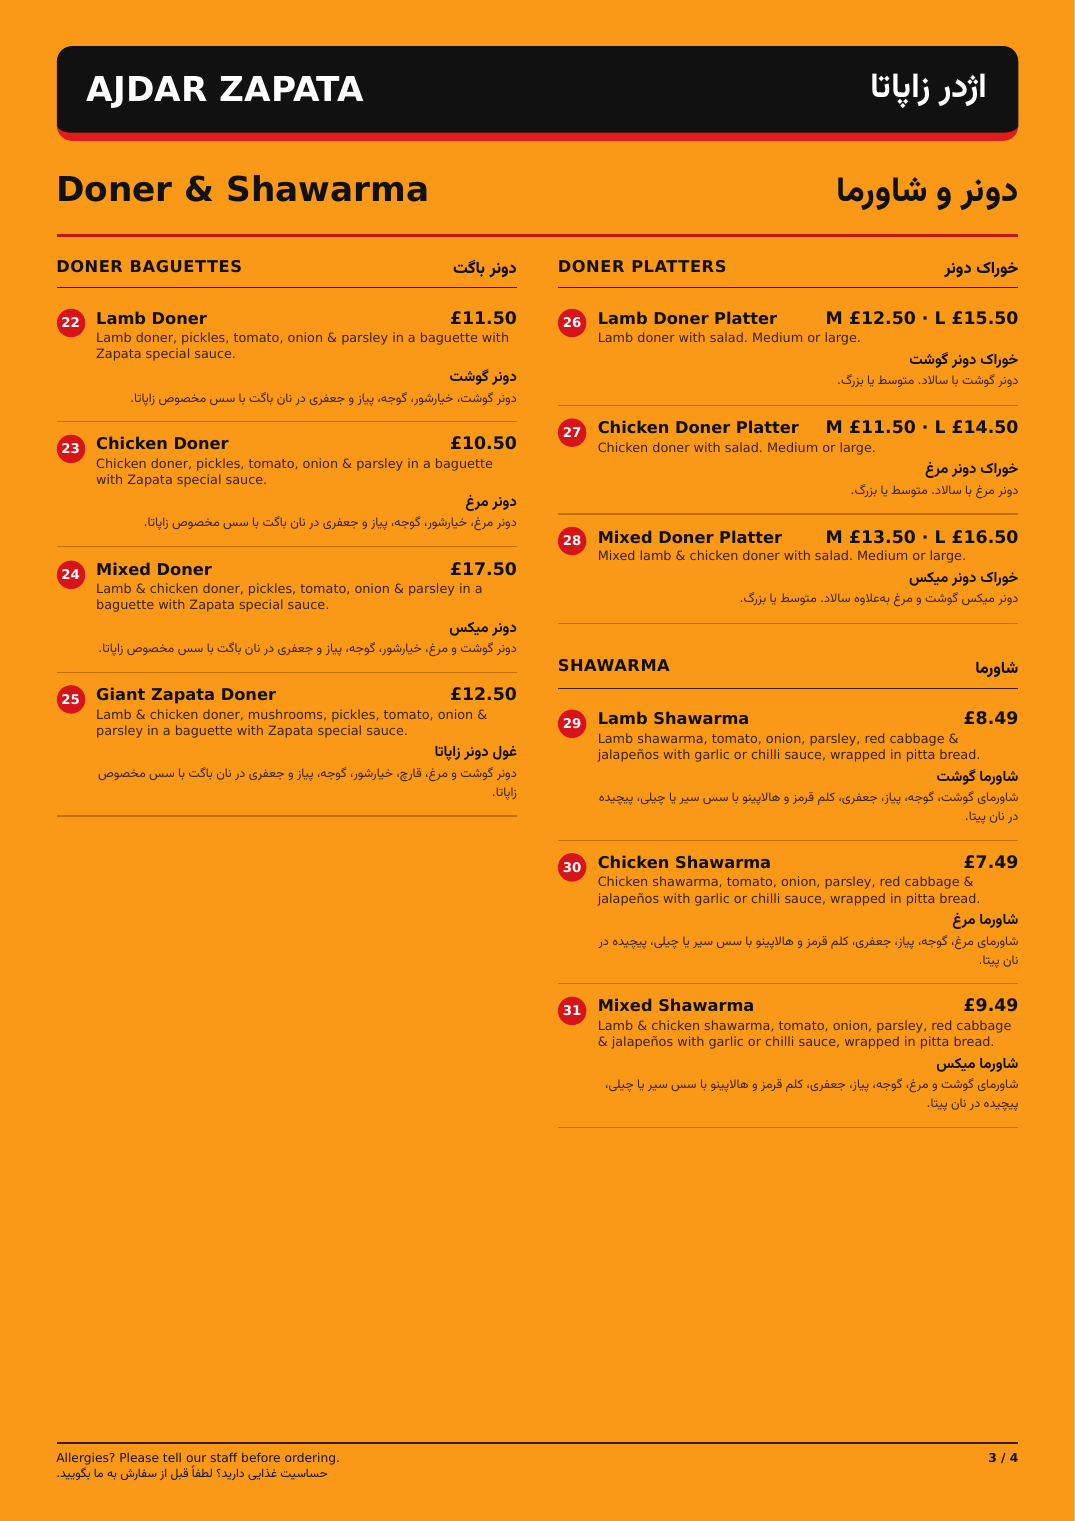 AJDAR ZAPATA
اژدر زاپاتا
Doner & Shawarma
دونر و شاورما
DONER BAGUETTES
دونر باگت
22
Lamb Doner
£11.50
Lamb doner, pickles, tomato, onion & parsley in a baguette with
Zapata special sauce.
دونر گوشت
دونر گوشت، خیارشور، گوجه، پیاز و جعفری در نان باگت با سس مخصوص زاپاتا.
23
Chicken Doner
£10.50
Chicken doner, pickles, tomato, onion & parsley in a baguette
with Zapata special sauce.
دونر مرغ
دونر مرغ، خیارشور، گوجه، پیاز و جعفری در نان باگت با سس مخصوص زاپاتا.
24
Mixed Doner
£17.50
Lamb & chicken doner, pickles, tomato, onion & parsley in a
baguette with Zapata special sauce.
دونر میکس
دونر گوشت و مرغ، خیارشور، گوجه، پیاز و جعفری در نان باگت با سس مخصوص زاپاتا.
25
Giant Zapata Doner
£12.50
Lamb & chicken doner, mushrooms, pickles, tomato, onion &
parsley in a baguette with Zapata special sauce.
غول دونر زاپاتا
دونر گوشت و مرغ، قارچ، خیارشور، گوجه، پیاز و جعفری در نان باگت با سس مخصوص
زاپاتا.
DONER PLATTERS
خوراک دونر
26
Lamb Doner Platter
M £12.50 · L £15.50
Lamb doner with salad. Medium or large.
خوراک دونر گوشت
دونر گوشت با سالاد. متوسط یا بزرگ.
27
Chicken Doner Platter
M £11.50 · L £14.50
Chicken doner with salad. Medium or large.
خوراک دونر مرغ
دونر مرغ با سالاد. متوسط یا بزرگ.
28
Mixed Doner Platter
M £13.50 · L £16.50
Mixed lamb & chicken doner with salad. Medium or large.
خوراک دونر میکس
دونر میکس گوشت و مرغ به‌علاوه سالاد. متوسط یا بزرگ.
SHAWARMA
شاورما
29
Lamb Shawarma
£8.49
Lamb shawarma, tomato, onion, parsley, red cabbage &
jalapeños with garlic or chilli sauce, wrapped in pitta bread.
شاورما گوشت
شاورمای گوشت، گوجه، پیاز، جعفری، کلم قرمز و هالاپینو با سس سیر یا چیلی، پیچیده
در نان پیتا.
30
Chicken Shawarma
£7.49
Chicken shawarma, tomato, onion, parsley, red cabbage &
jalapeños with garlic or chilli sauce, wrapped in pitta bread.
شاورما مرغ
شاورمای مرغ، گوجه، پیاز، جعفری، کلم قرمز و هالاپینو با سس سیر یا چیلی، پیچیده در
نان پیتا.
31
Mixed Shawarma
£9.49
Lamb & chicken shawarma, tomato, onion, parsley, red cabbage
& jalapeños with garlic or chilli sauce, wrapped in pitta bread.
شاورما میکس
شاورمای گوشت و مرغ، گوجه، پیاز، جعفری، کلم قرمز و هالاپینو با سس سیر یا چیلی،
پیچیده در نان پیتا.
Allergies? Please tell our staff before ordering.
حساسیت غذایی دارید؟ لطفاً قبل از سفارش به ما بگویید.
3 / 4